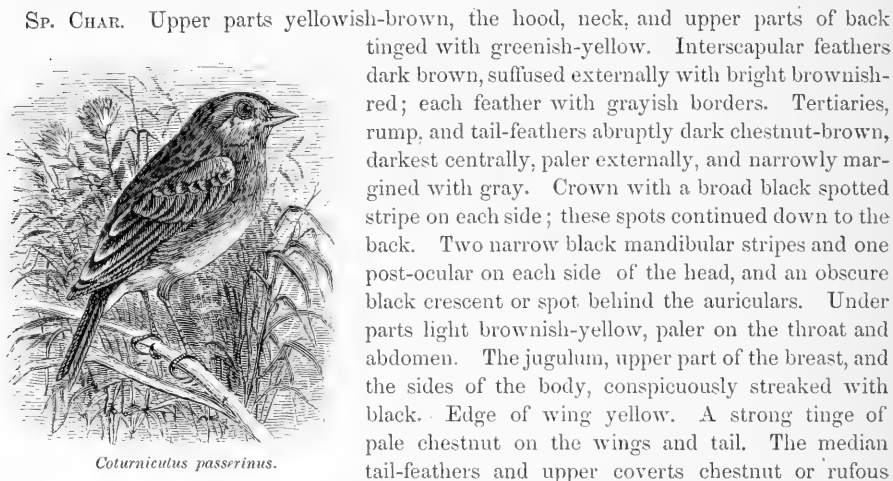 Sp. Char. Upper parts yellowish-brown, the hood, neck, and upper parts of back
tinged with greenish-yellow. Interscapular feathers
dark brown, suffused externally with bright brownish-
red; each feather with grayish borders. Tertiaries,
rump, and tail-feathers abruptly dark chestnut-brown,
darkest centrally, paler externally, and narrowly mar-
gined with gray. Crown with a broad black spotted
stripe on each side; these spots continued down to the
back. Two narrow black mandibular stripes and one
post-ocular on each side of the head, and an obscure
black crescent or spot behind the auriculars. Under
parts light brownish-yellow, paler on the throat and
abdomen. The jugulum, upper part of the breast, and
the sides of the body, conspicuously streaked with
black. Edge of wing yellow. A strong tinge of
pale chestnut on the wings and tail. The median
tail-feathers and upper coverts chestnut or rufous
Coturniculus passerinus.